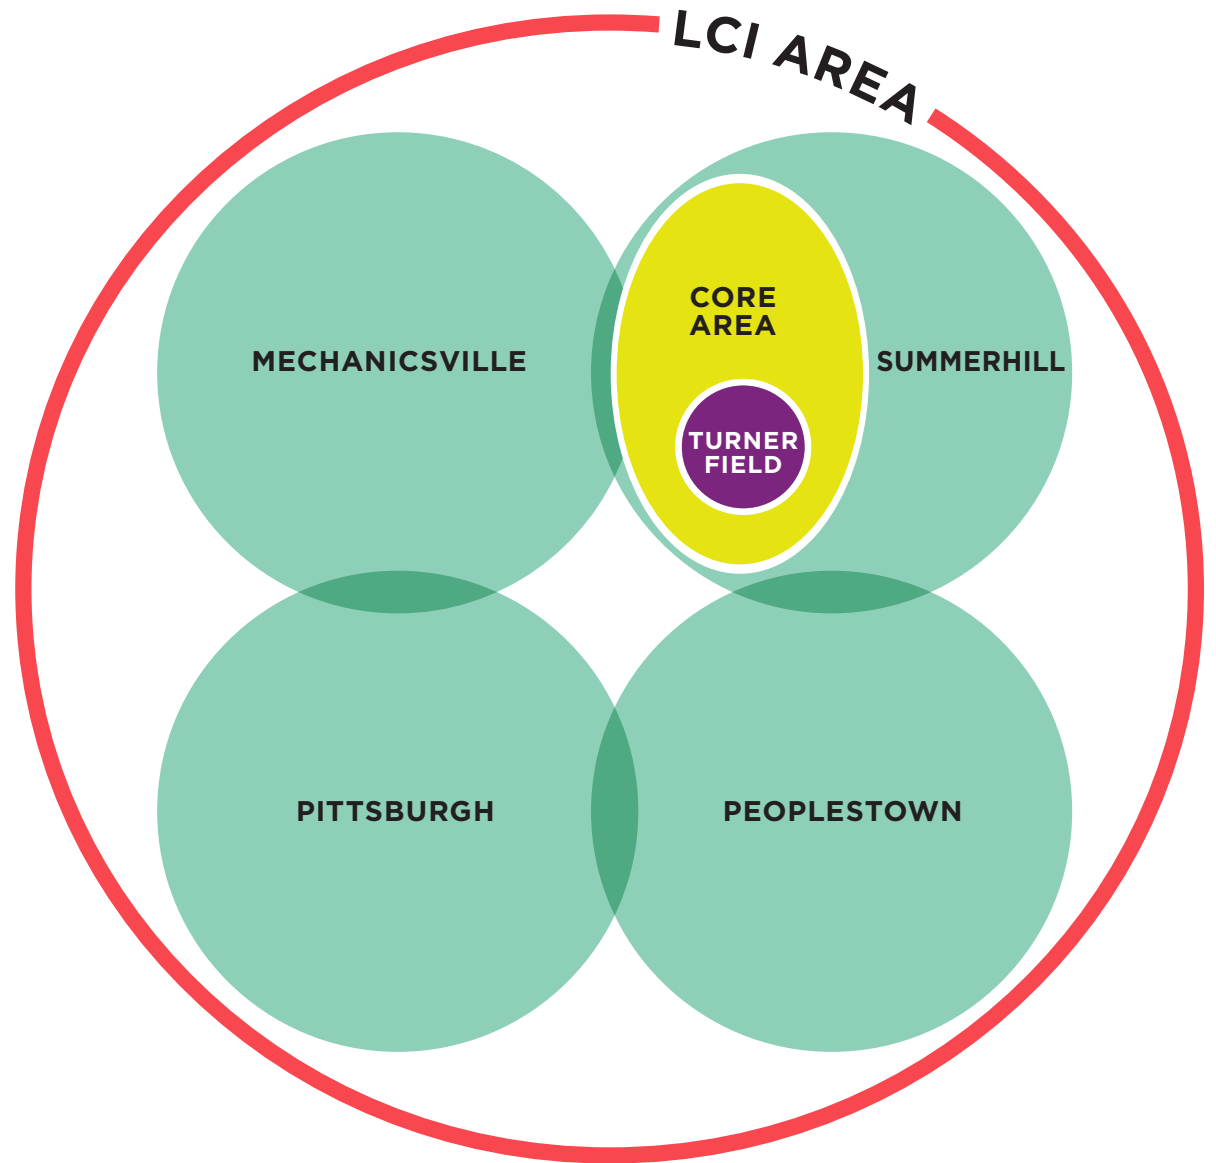 LCI AREA
CORE
AREA
MECHANICSVILLE
SUMMERHILL
TURNER
FIELD
PITTSBURGH
PEOPLESTOWN